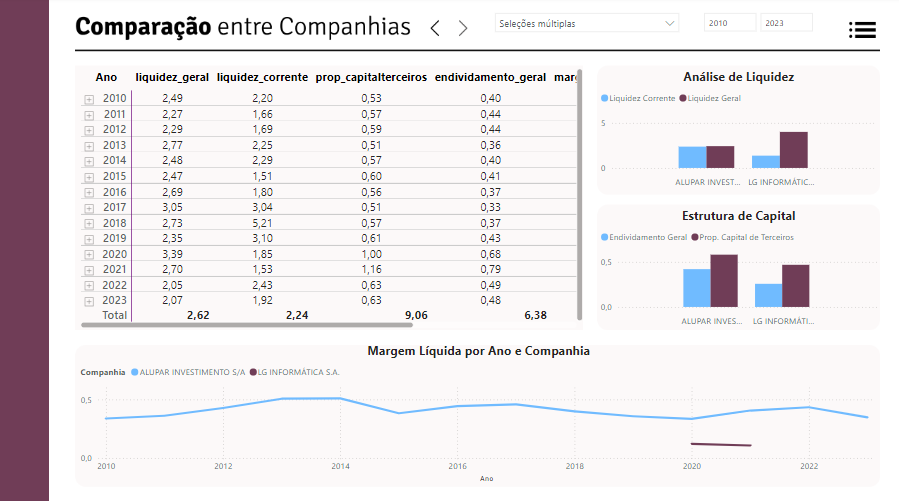 Comparação entre Companhias
Seleções múltiplas
2010
2023
Ano liquidez_geral liquidez_corrente prop_capitalterceiros endividamento_geral marg
2010 2,49 2,20 0,53 0,40
2011 2,27 1,66 0,57 0,44
2012 2,29 1,69 0,59 0,44
2013 2,77 2,25 0,51 0,36
2014 2,48 2,29 0,57 0,40
2015 2,47 1,51 0,60 0,41
2016 2,69 1,80 0,56 0,37
2017 3,05 3,04 0,51 0,33
2018 2,73 5,21 0,57 0,37
2019 2,35 3,10 0,61 0,43
2020 3,39 1,85 1,00 0,68
2021 2,70 1,53 1,16 0,79
2022 2,05 2,43 0,63 0,49
2023 2,07 1,92 0,63 0,48
Total 2,62 2,24 9,06 6,38
Análise de Liquidez
Liquidez Corrente Liquidez Geral
5
0
ALUPAR INVEST... LG INFORMÁTIC...
Estrutura de Capital
Endividamento Geral Prop. Capital de Terceiros
0,5
0,0
ALUPAR INVES... LG INFORMÁTI...
Margem Líquida por Ano e Companhia
Companhia ALUPAR INVESTIMENTO S/A LG INFORMÁTICA S.A.
0,5
0,0
2010 2012 2014 2016 2018 2020 2022
Ano